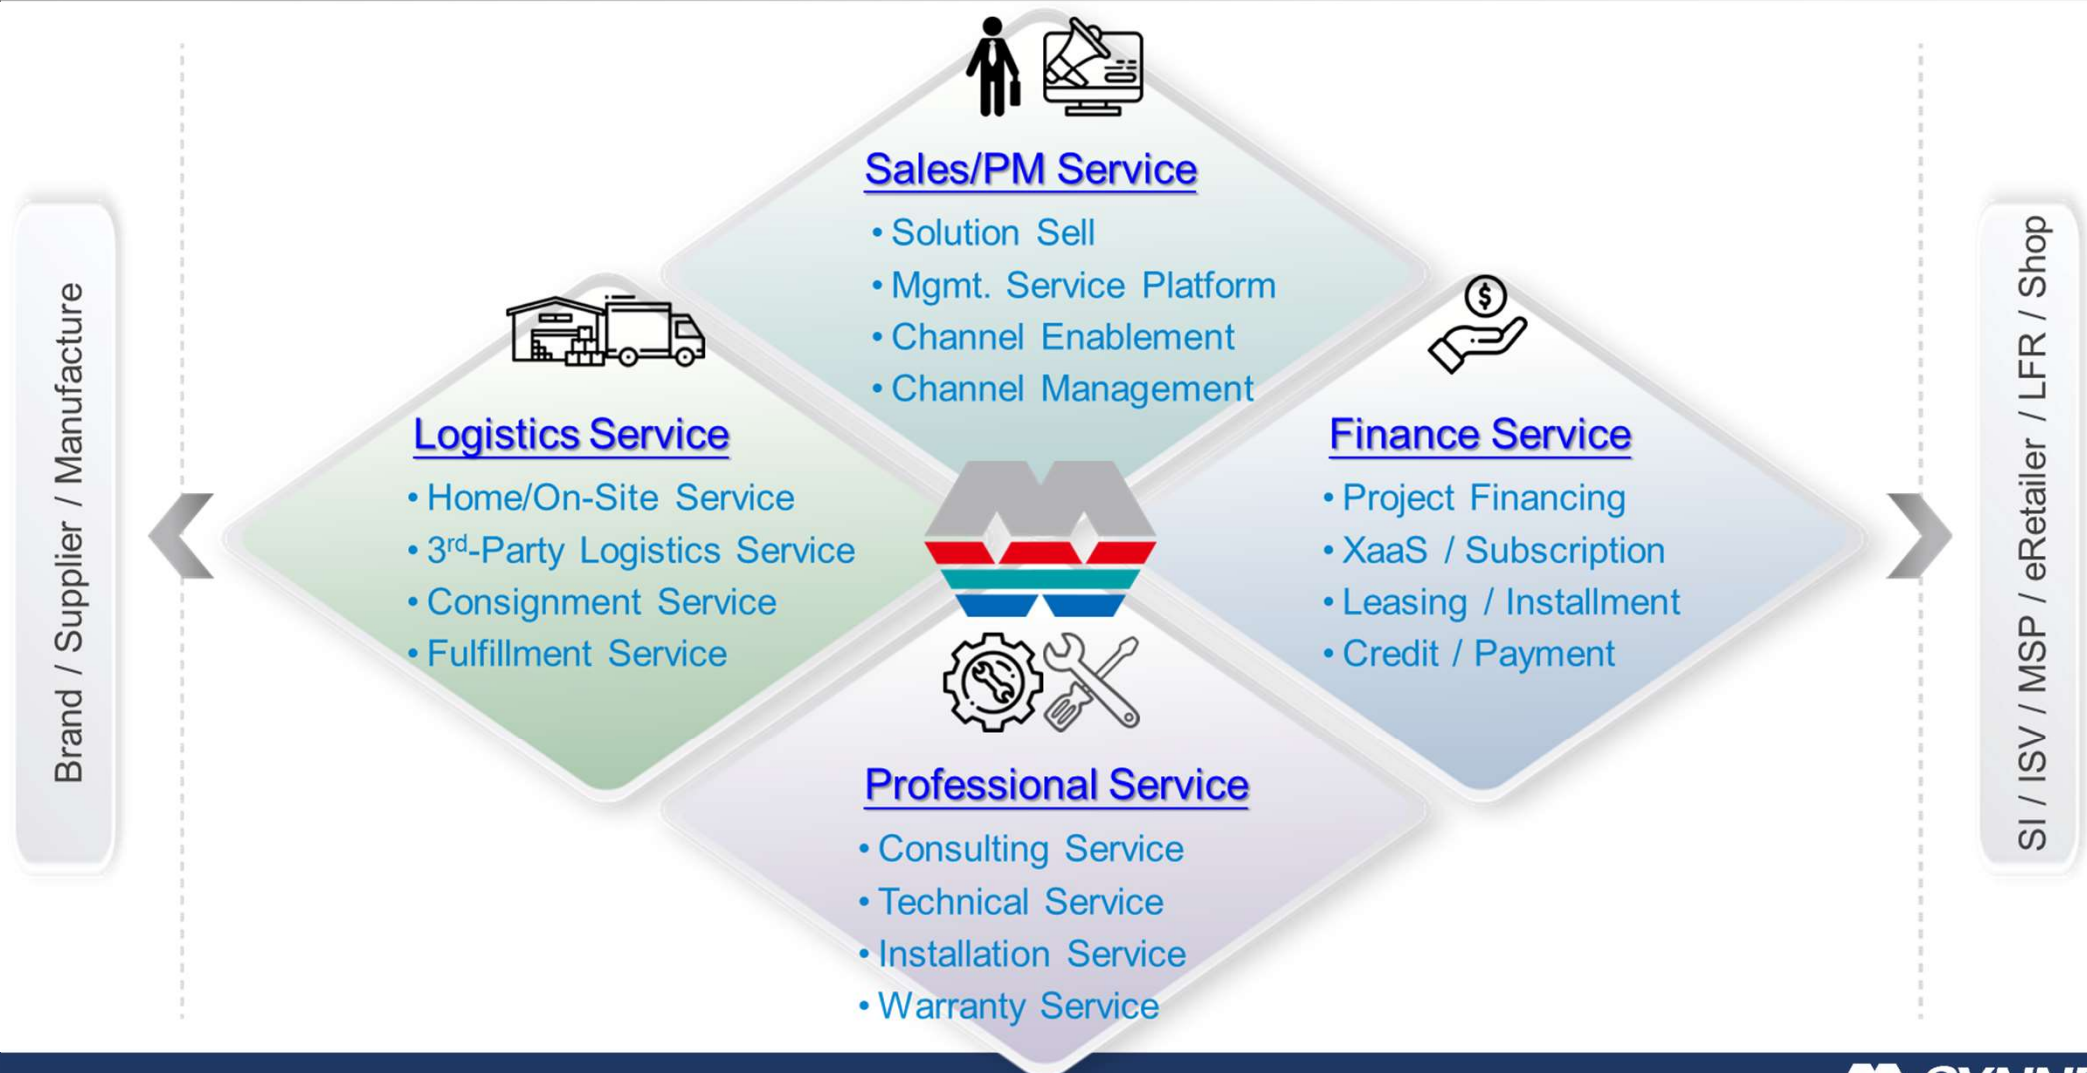 Brand / Supplier / Manufacture
Sales/PM Service
• Solution Sell
• Mgmt. Service Platform
• Channel Enablement
• Channel Management
Logistics Service
• Home/On-Site Service
• 3rd-Party Logistics Service
• Consignment Service
• Fulfillment Service
Finance Service
• Project Financing
• XaaS / Subscription
• Leasing / Installment
• Credit / Payment
Professional Service
• Consulting Service
• Technical Service
• Installation Service
• Warranty Service
SI / ISV / MSP / eRetailer / LFR / Shop